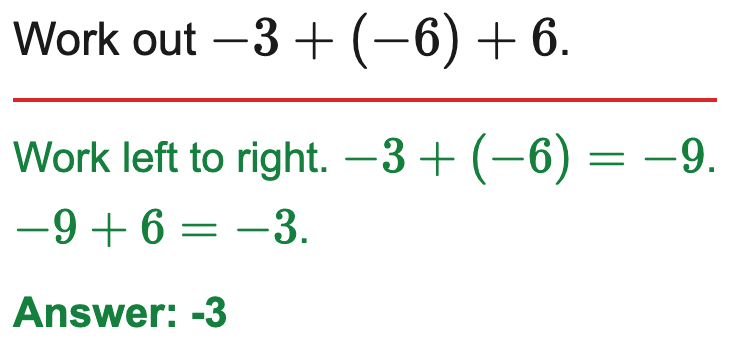 Work out −3 + (−6) + 6.
Work left to right. −3 + (−6) = −9.
−9 + 6 = −3.
Answer: -3